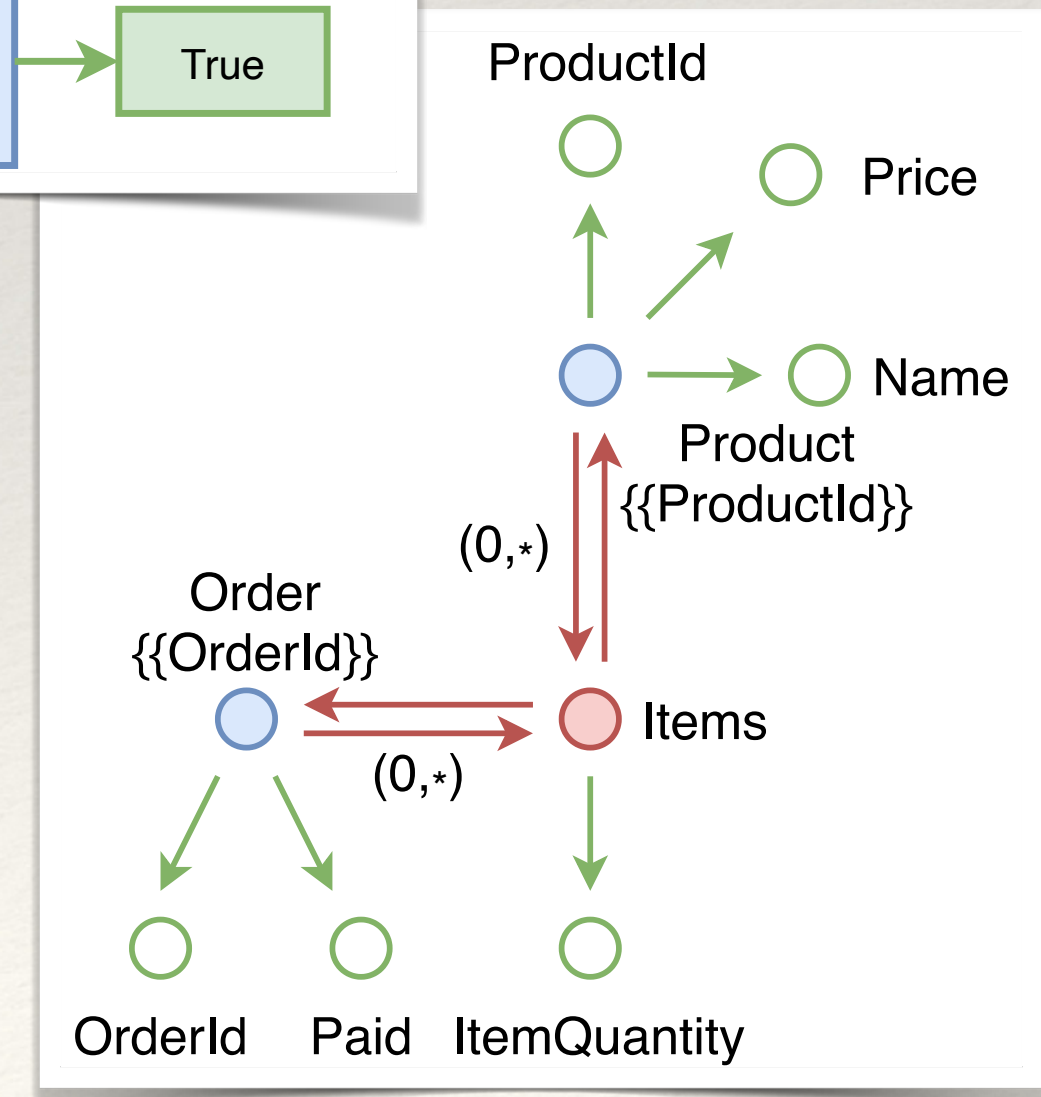 True
ProductId
Price
Name
Product
{{ProductId}}
(0,*)
Order
{{OrderId}}
Items
(0,*)
OrderId
Paid
ItemQuantity